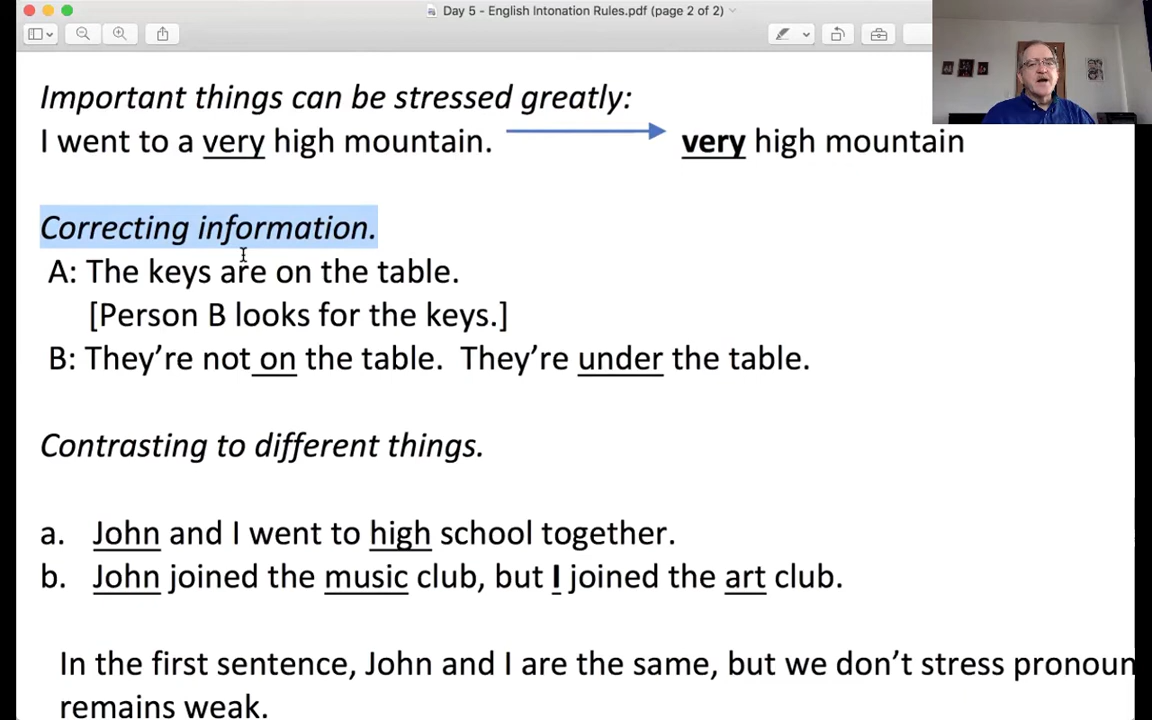 Day 5 - English Intonation Rules.pdf (page 2 of 2)
Important things can be stressed greatly:
I went to a very high mountain. very high mountain
Correcting information.
A: The keys are on the table.
[Person B looks for the keys.]
B: They’re not on the table. They’re under the table.
Contrasting to different things.
a. John and I went to high school together.
b. John joined the music club, but I joined the art club.
In the first sentence, John and I are the same, but we don’t stress pronoun
remains weak.